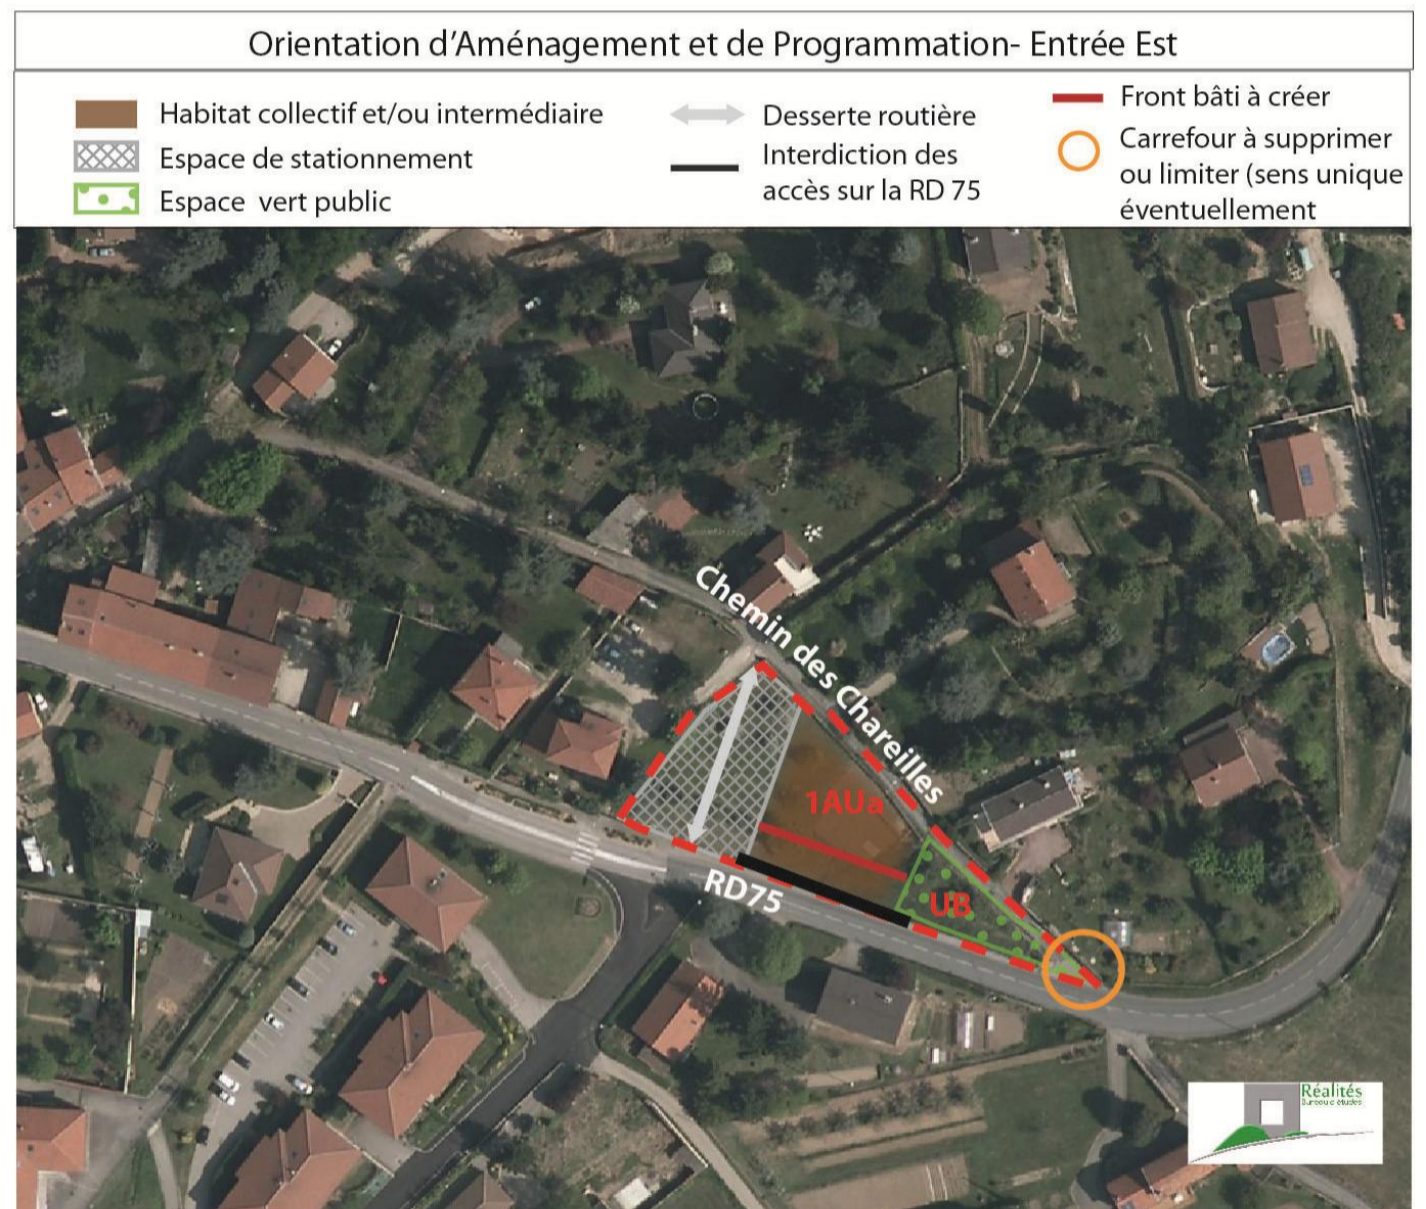 Orientation d'Aménagement et de Programmation- Entrée Est
Habitat collectif et/ou intermédiaire
Espace de stationnement
Espace vert public
Desserte routière
Interdiction des
accès sur la RD 75
Front bâti à créer
Carrefour à supprimer
ou limiter (sens unique
éventuellement
Chemin des Chareilles
1AUa
UB
RD75
Réalités
Bureau d'études